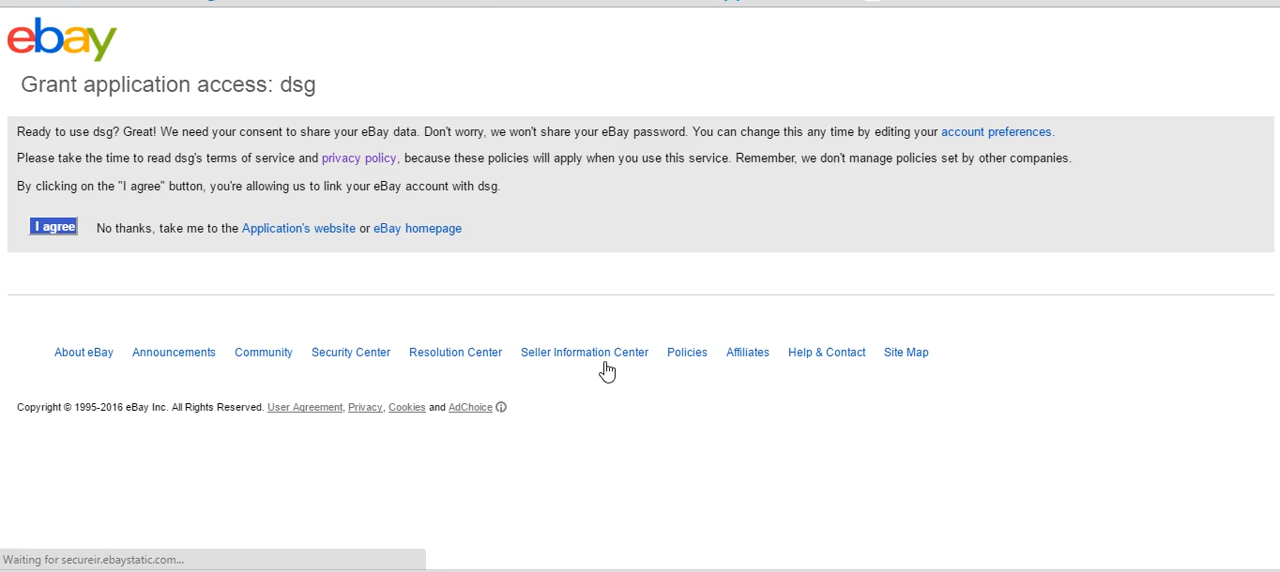 ebay
Grant application access: dsg
Ready to use dsg? Great! We need your consent to share your eBay data. Don't worry, we won't share your eBay password. You can change this any time by editing your account preferences.
Please take the time to read dsg's terms of service and privacy policy, because these policies will apply when you use this service. Remember, we don't manage policies set by other companies.
By clicking on the "I agree" button, you're allowing us to link your eBay account with dsg.
I agree No thanks, take me to the Application's website or eBay homepage
About eBay Announcements Community Security Center Resolution Center Seller Information Center Policies Affiliates Help & Contact Site Map
Copyright © 1995-2016 eBay Inc. All Rights Reserved. User Agreement, Privacy, Cookies and AdChoice
Waiting for secureir.ebaystatic.com...